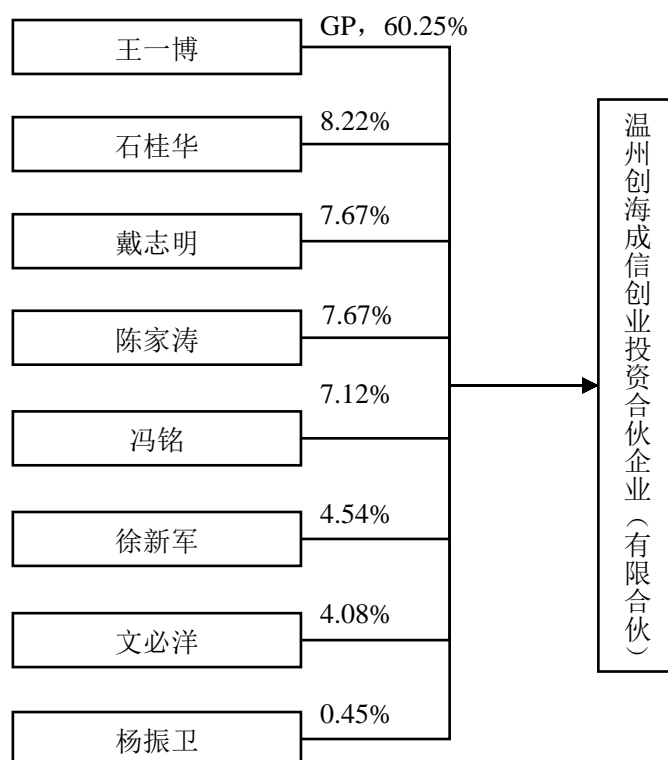 王一博
GP，60.25%
石桂华
8.22%
戴志明
7.67%
陈家涛
7.67%
冯铭
7.12%
徐新军
4.54%
文必洋
4.08%
杨振卫
0.45%
温州创海成信创业投资合伙企业（有限合伙）